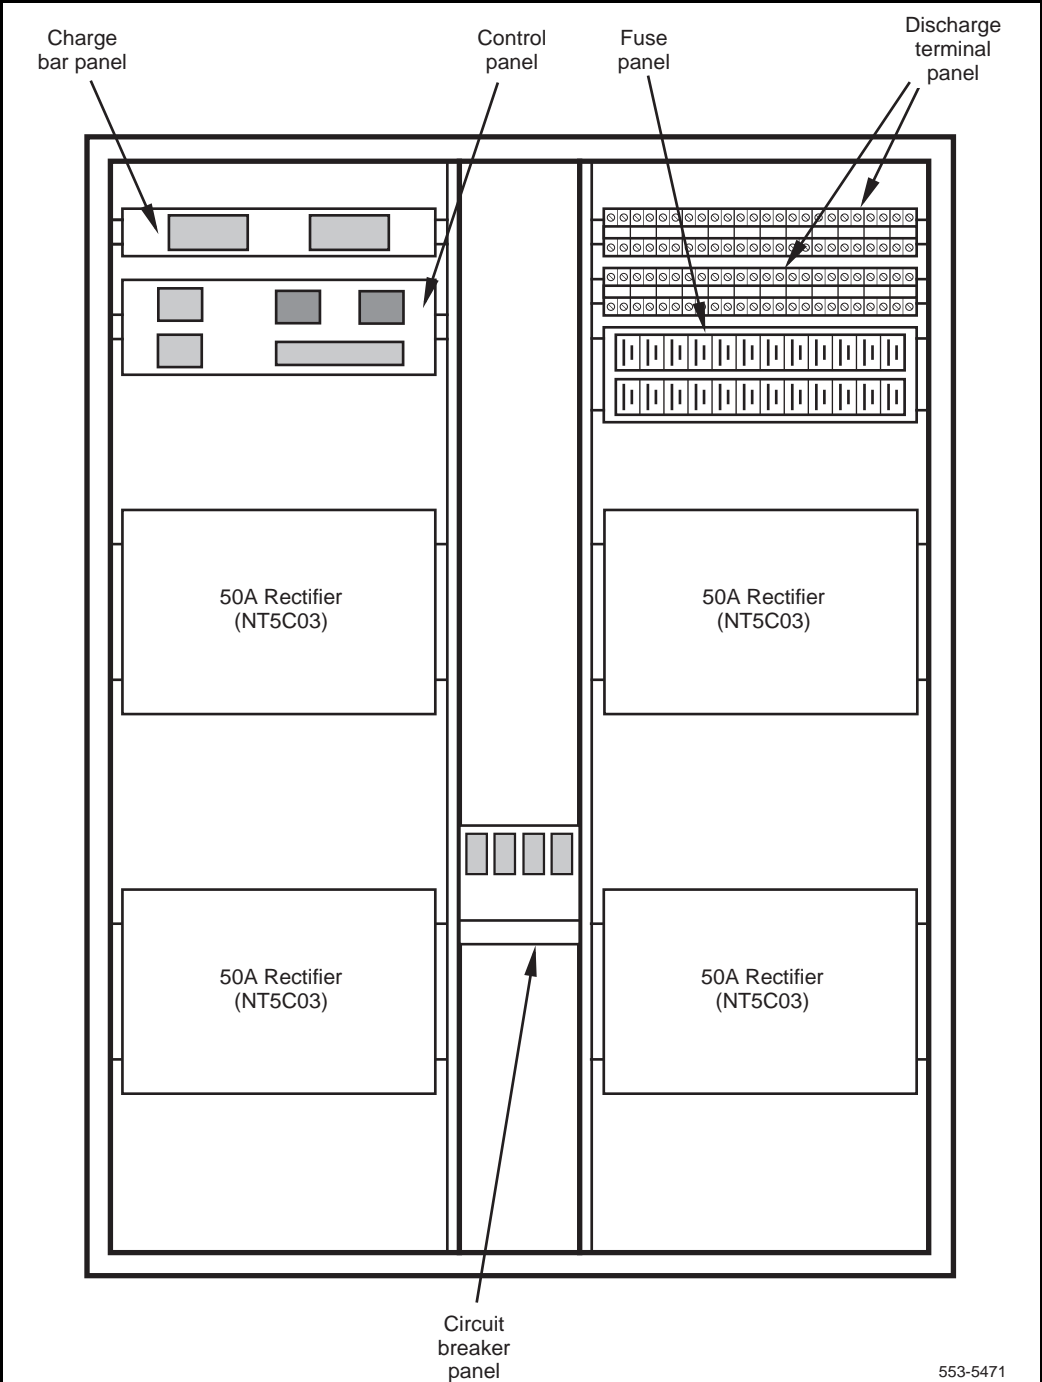 Charge
bar panel
Control
panel
Fuse
panel
Discharge
terminal
panel
50A Rectifier
(NT5C03)
50A Rectifier
(NT5C03)
50A Rectifier
(NT5C03)
50A Rectifier
(NT5C03)
Circuit
breaker
panel
553-5471